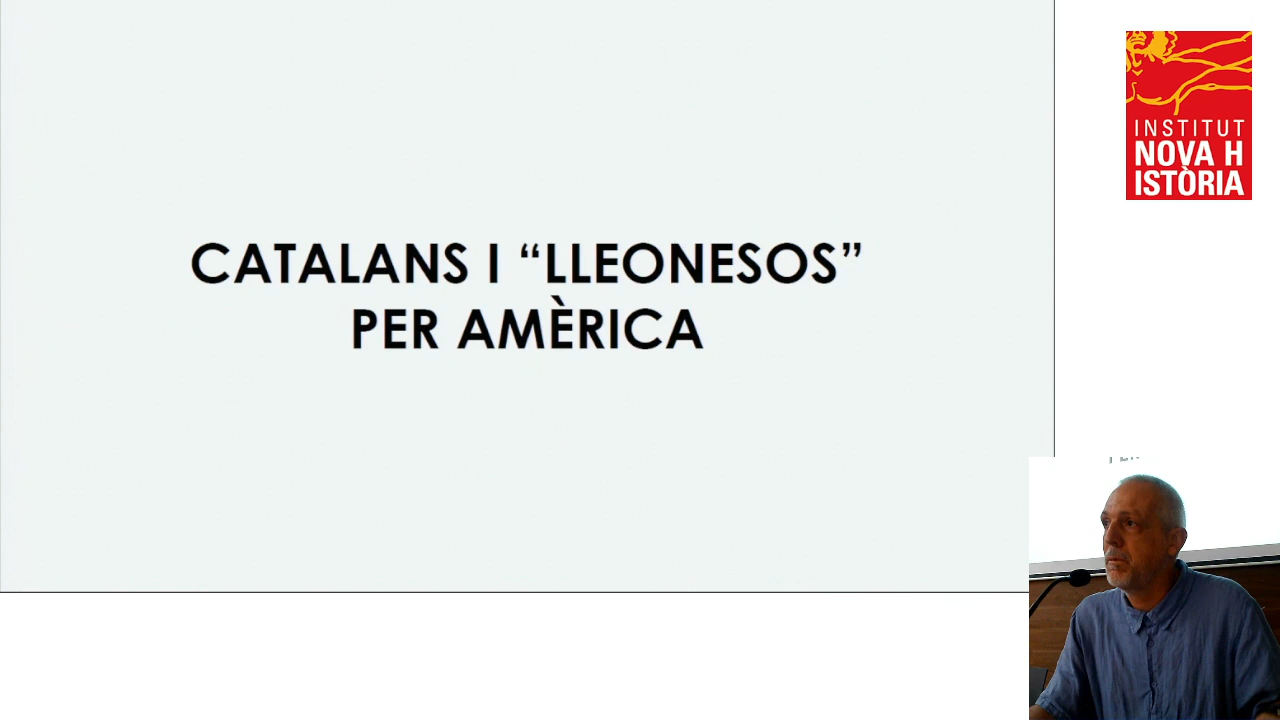 CATALANS I “LLEONESOS”
PER AMÈRICA
INSTITUT
NOVA H
ISTÒRIA